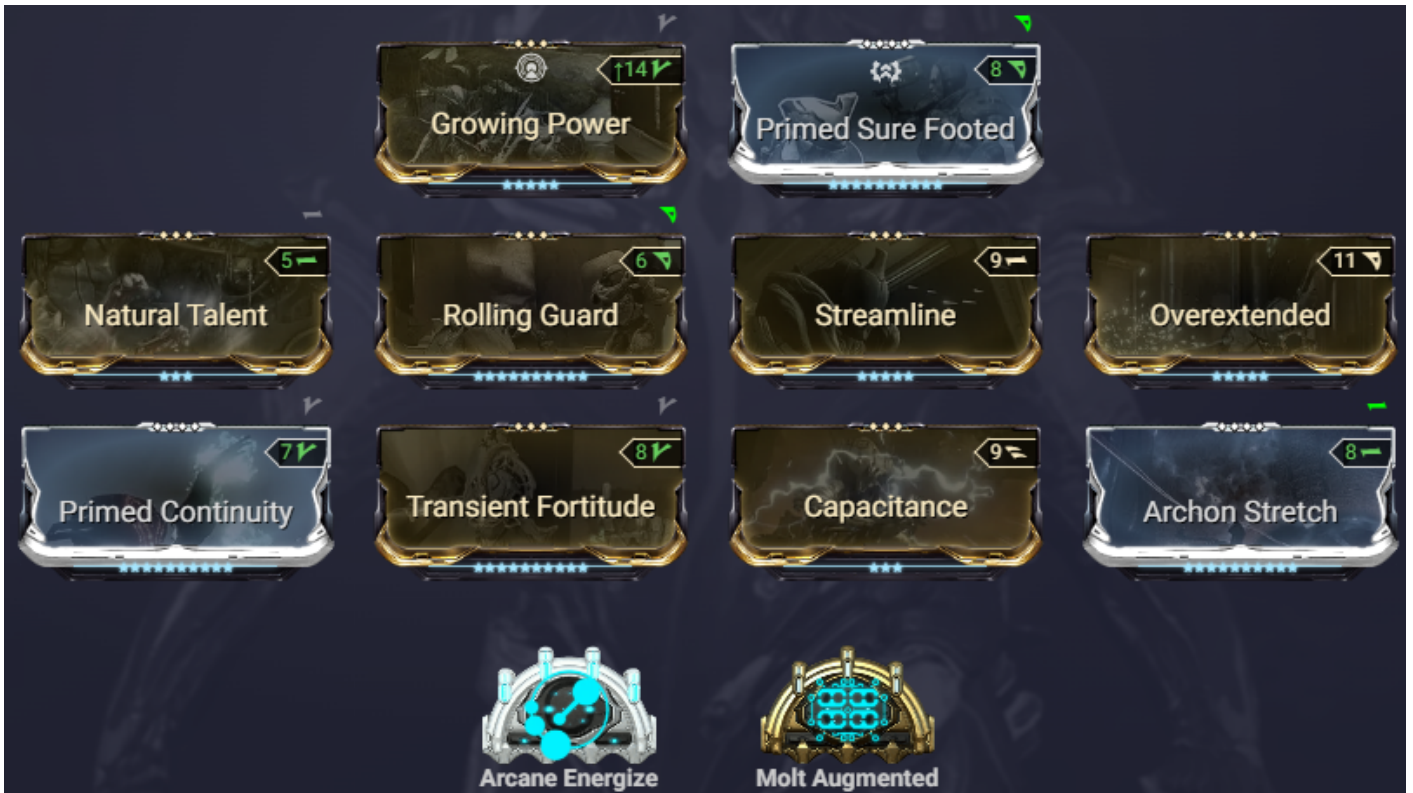 ↑14
Growing Power
8
Primed Sure Footed
5
Natural Talent
6
Rolling Guard
9
Streamline
11
Overextended
7
Primed Continuity
8
Transient Fortitude
9
Capacitance
8
Archon Stretch
Arcane Energize
Molt Augmented